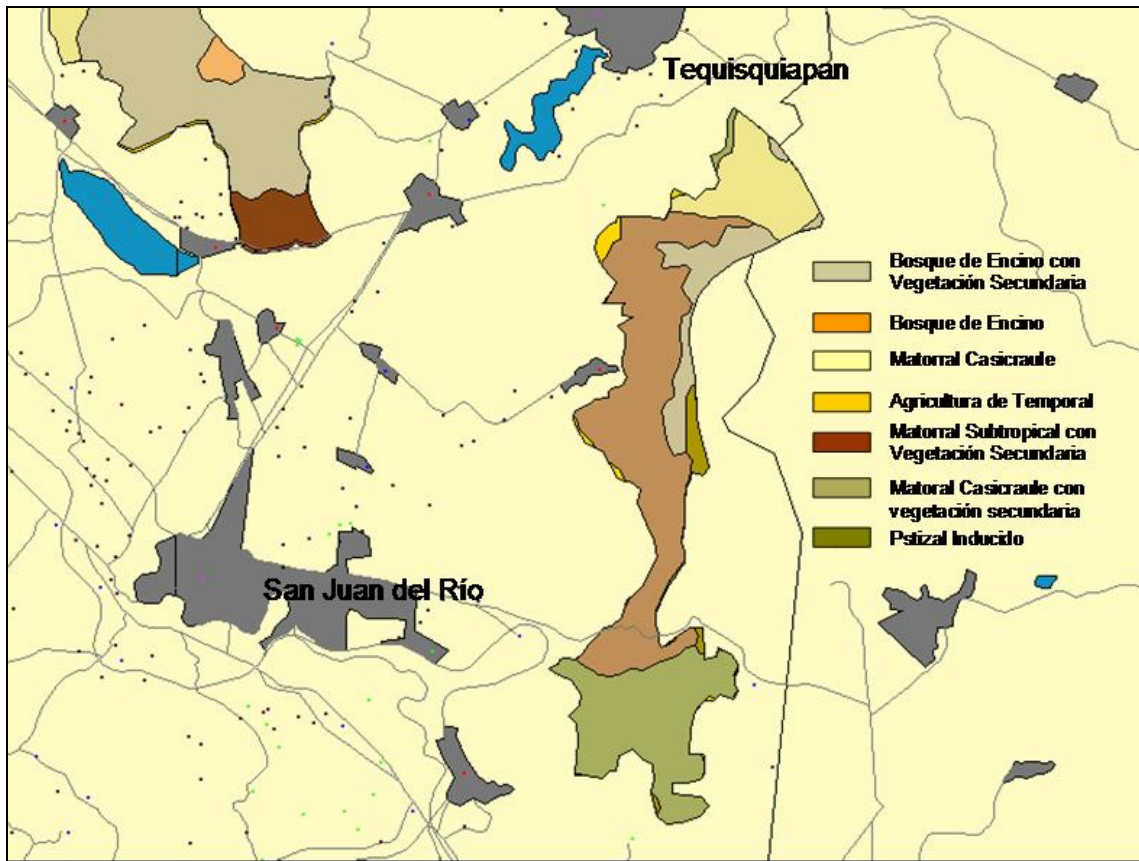 Tequisquiapan
Bosque de Encino con
Vegetación Secundaria
Bosque de Encino
Matorral Casicraule
Agricultura de Temporal
Matorral Subtropical con
Vegetación Secundaria
Matoral Casicraule con
vegetación secundaria
Pstizal Inducido
San Juan del Río